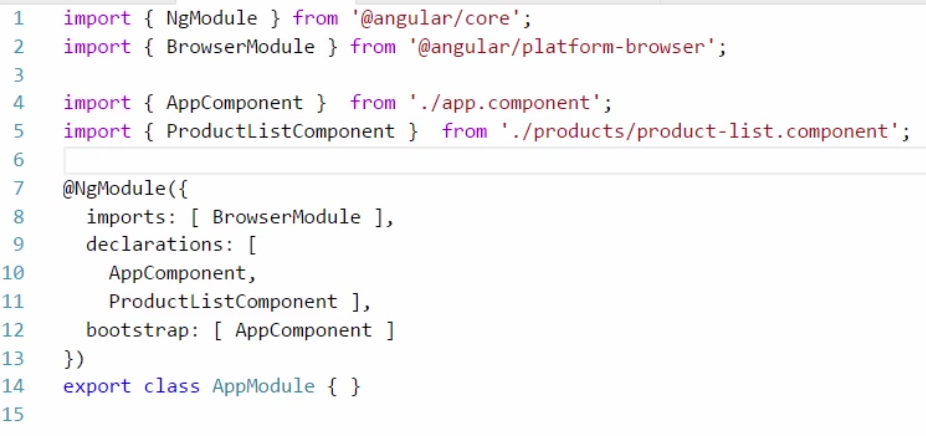 1 import { NgModule } from '@angular/core';
2 import { BrowserModule } from '@angular/platform-browser';
3
4 import { AppComponent }  from './app.component';
5 import { ProductListComponent }  from './products/product-list.component';
6
7 @NgModule({
8   imports: [ BrowserModule ],
9   declarations: [
10     AppComponent,
11     ProductListComponent ],
12   bootstrap: [ AppComponent ]
13 })
14 export class AppModule { }
15